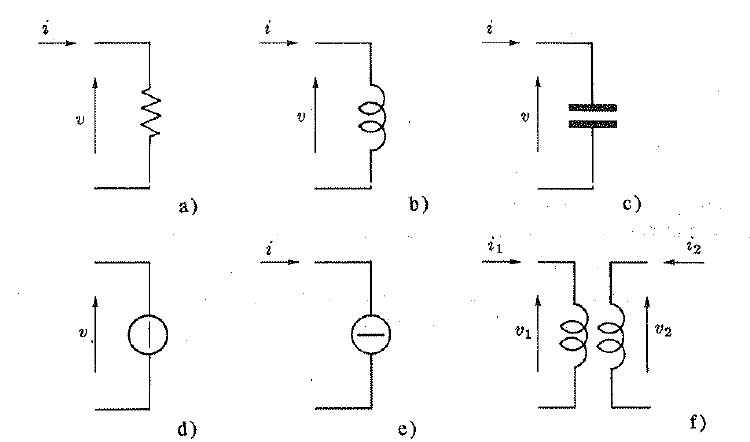 i i i
v v v
a) b) c)
i i₁ i₂
v v₁ v₂
d) e) f)